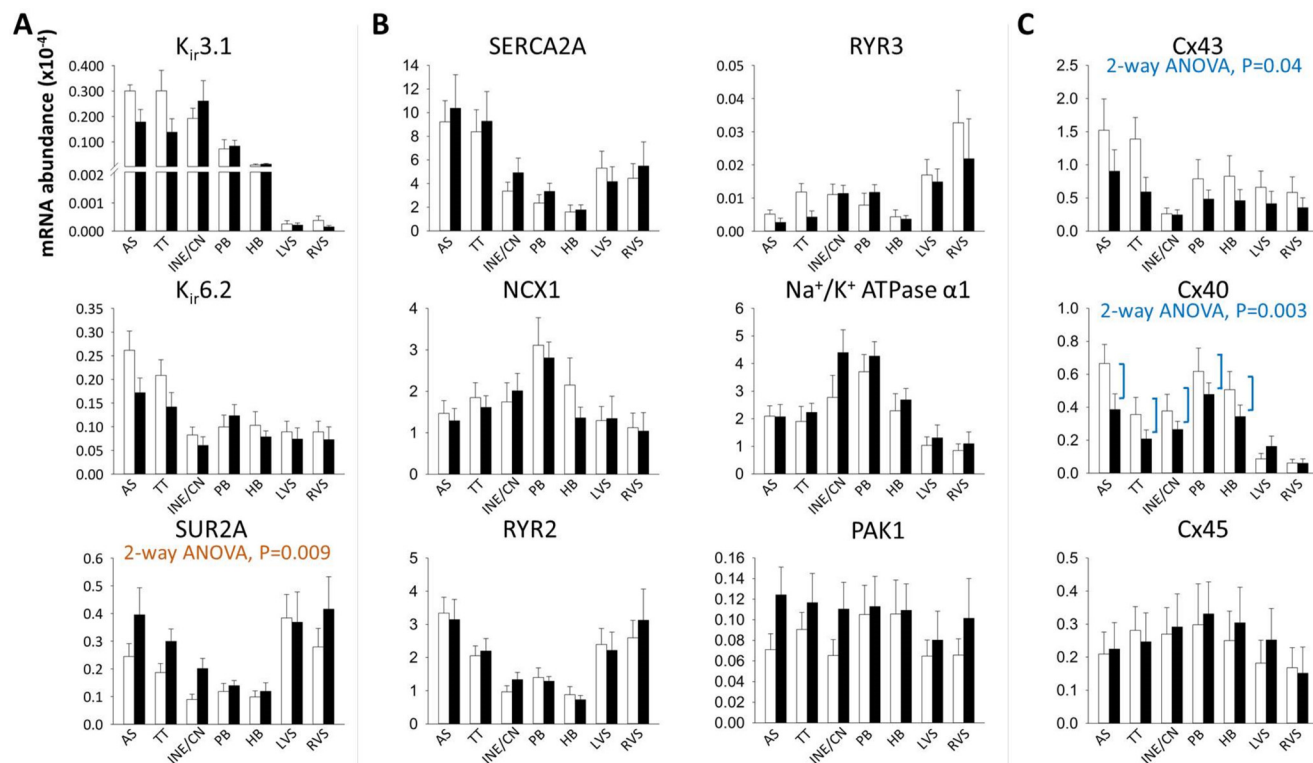 A
B
C
mRNA abundance (x10⁻⁴)
Kir3.1
0.400
0.300
0.200
0.100
0.002
0.001
0.000
AS TT INE/CN PB HB LVS RVS
Kir6.2
0.35
0.30
0.25
0.20
0.15
0.10
0.05
0.00
AS TT INE/CN PB HB LVS RVS
SUR2A
2-way ANOVA, P=0.009
0.6
0.5
0.4
0.3
0.2
0.1
0.0
AS TT INE/CN PB HB LVS RVS
SERCA2A
14
12
10
8
6
4
2
0
AS TT INE/CN PB HB LVS RVS
NCX1
4
3
2
1
0
AS TT INE/CN PB HB LVS RVS
RYR2
5
4
3
2
1
0
AS TT INE/CN PB HB LVS RVS
RYR3
0.05
0.04
0.03
0.02
0.01
0.00
AS TT INE/CN PB HB LVS RVS
Na⁺/K⁺ ATPase α1
6
5
4
3
2
1
0
AS TT INE/CN PB HB LVS RVS
PAK1
0.16
0.14
0.12
0.10
0.08
0.06
0.04
0.02
0.00
AS TT INE/CN PB HB LVS RVS
Cx43
2-way ANOVA, P=0.04
2.5
2.0
1.5
1.0
0.5
0.0
AS TT INE/CN PB HB LVS RVS
Cx40
2-way ANOVA, P=0.003
1.0
0.8
0.6
0.4
0.2
0.0
AS TT INE/CN PB HB LVS RVS
Cx45
0.5
0.4
0.3
0.2
0.1
0.0
AS TT INE/CN PB HB LVS RVS